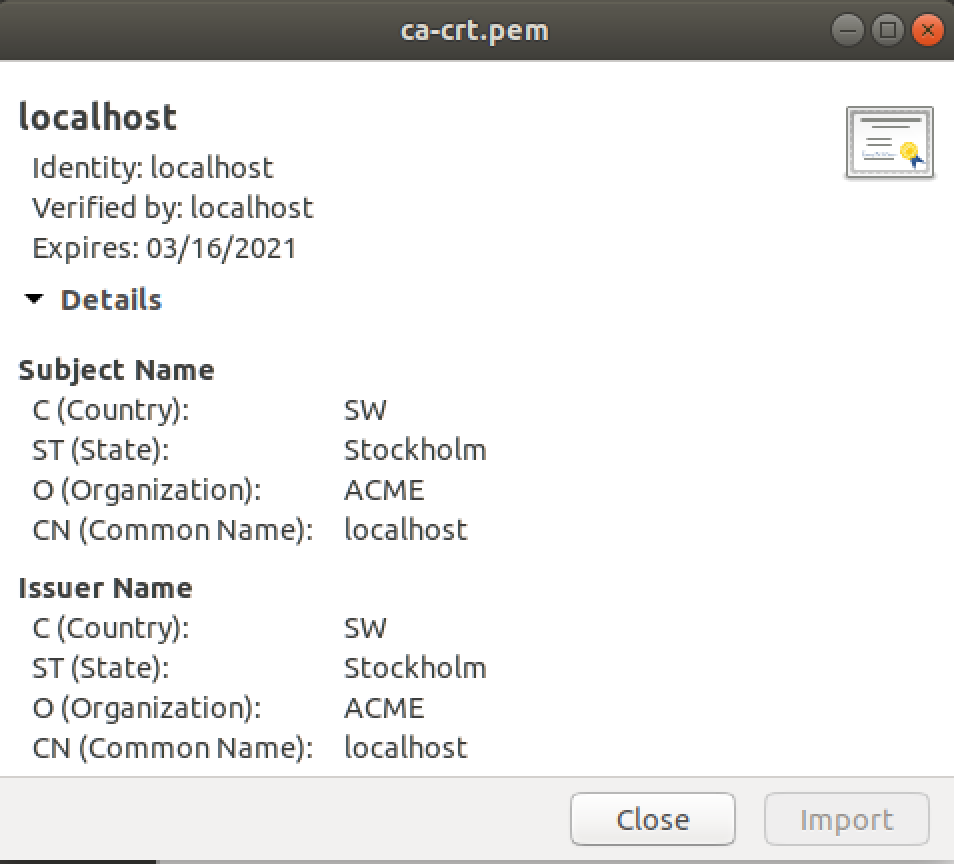 ca-crt.pem
localhost
Identity: localhost
Verified by: localhost
Expires: 03/16/2021
Details
Subject Name
C (Country): SW
ST (State): Stockholm
O (Organization): ACME
CN (Common Name): localhost
Issuer Name
C (Country): SW
ST (State): Stockholm
O (Organization): ACME
CN (Common Name): localhost
Close Import